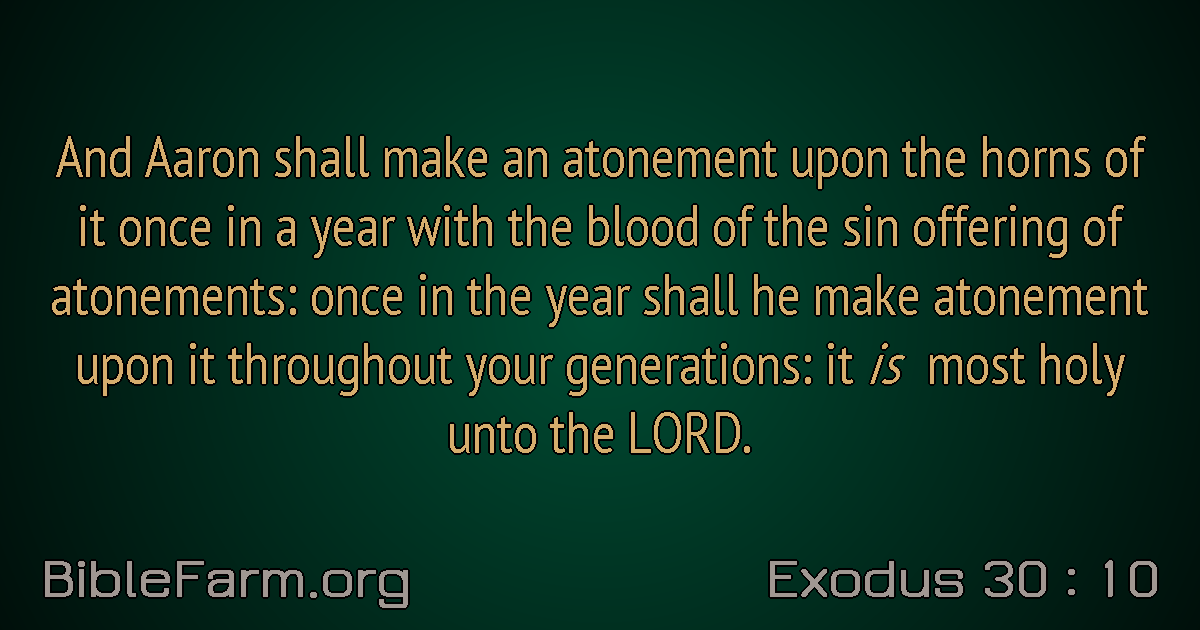 And Aaron shall make an atonement upon the horns of
it once in a year with the blood of the sin offering of
atonements: once in the year shall he make atonement
upon it throughout your generations: it is most holy
unto the LORD.
BibleFarm.org
Exodus 30 : 10